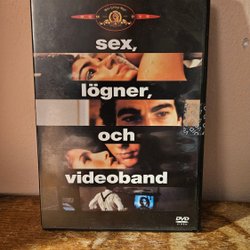 sex,
lögner,
och
videoband
DVD